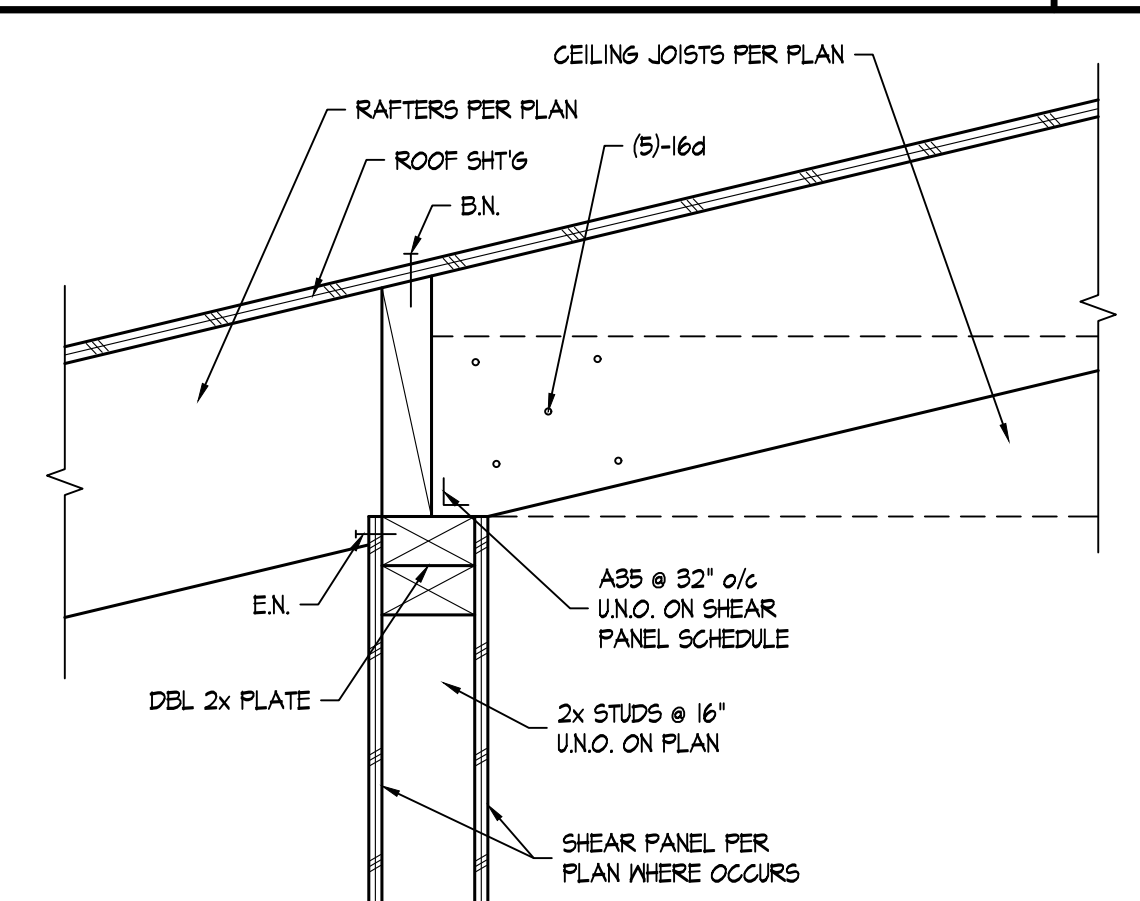 CEILING JOISTS PER PLAN
RAFTERS PER PLAN
(5)-16d
ROOF SHT'G
B.N.
A35 @ 32" o/c
U.N.O. ON SHEAR
PANEL SCHEDULE
E.N.
DBL 2x PLATE
2x STUDS @ 16"
U.N.O. ON PLAN
SHEAR PANEL PER
PLAN WHERE OCCURS